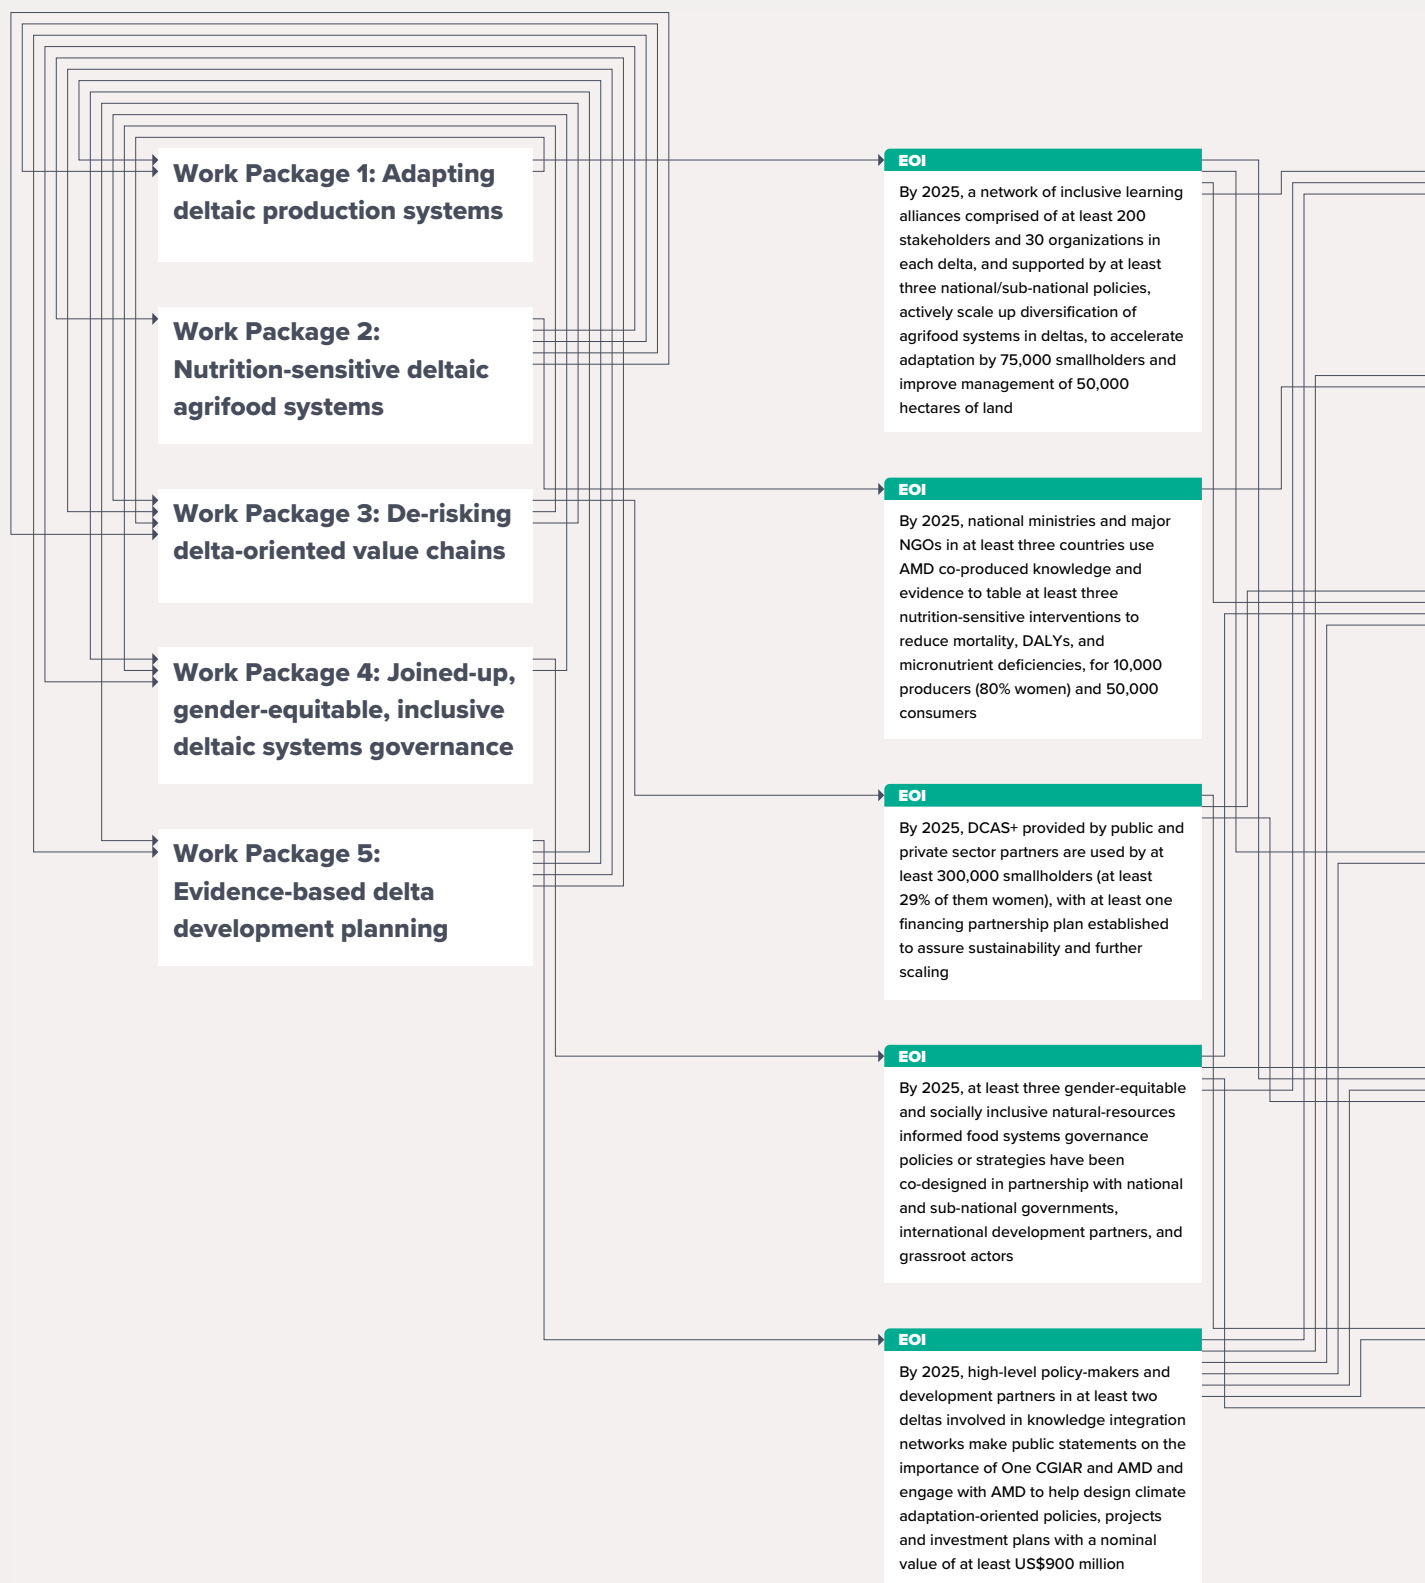 Work Package 1: Adapting
deltaic production systems
Work Package 2:
Nutrition-sensitive deltaic
agrifood systems
Work Package 3: De-risking
delta-oriented value chains
Work Package 4: Joined-up,
gender-equitable, inclusive
deltaic systems governance
Work Package 5:
Evidence-based delta
development planning
EOI
By 2025, a network of inclusive learning
alliances comprised of at least 200
stakeholders and 30 organizations in
each delta, and supported by at least
three national/sub-national policies,
actively scale up diversification of
agrifood systems in deltas, to accelerate
adaptation by 75,000 smallholders and
improve management of 50,000
hectares of land
EOI
By 2025, national ministries and major
NGOs in at least three countries use
AMD co-produced knowledge and
evidence to table at least three
nutrition-sensitive interventions to
reduce mortality, DALYs, and
micronutrient deficiencies, for 10,000
producers (80% women) and 50,000
consumers
EOI
By 2025, DCAS+ provided by public and
private sector partners are used by at
least 300,000 smallholders (at least
29% of them women), with at least one
financing partnership plan established
to assure sustainability and further
scaling
EOI
By 2025, at least three gender-equitable
and socially inclusive natural-resources
informed food systems governance
policies or strategies have been
co-designed in partnership with national
and sub-national governments,
international development partners, and
grassroot actors
EOI
By 2025, high-level policy-makers and
development partners in at least two
deltas involved in knowledge integration
networks make public statements on the
importance of One CGIAR and AMD and
engage with AMD to help design climate
adaptation-oriented policies, projects
and investment plans with a nominal
value of at least US$900 million